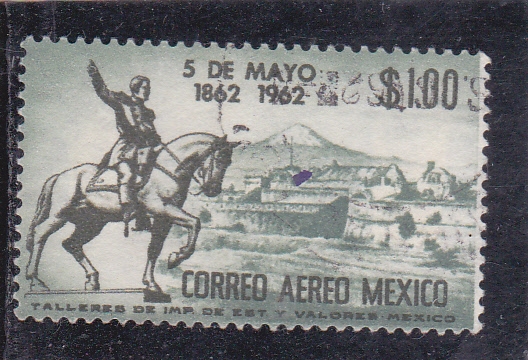 5 DE MAYO
1862 1962
$1.00
CORREO AEREO MEXICO
TALLERES DE IMP. DE EST. Y VALORES-MEXICO